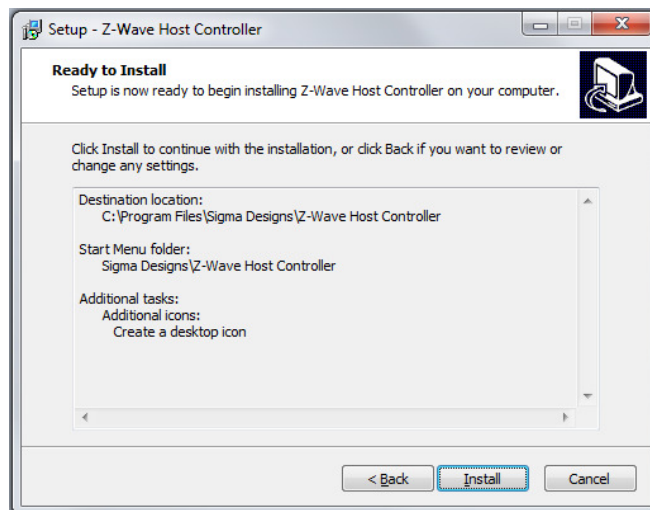 Setup - Z-Wave Host Controller
Ready to Install
Setup is now ready to begin installing Z-Wave Host Controller on your computer.
Click Install to continue with the installation, or click Back if you want to review or
change any settings.
Destination location:
C:\Program Files\Sigma Designs\Z-Wave Host Controller
Start Menu folder:
Sigma Designs\Z-Wave Host Controller
Additional tasks:
Additional icons:
Create a desktop icon
< Back
Install
Cancel